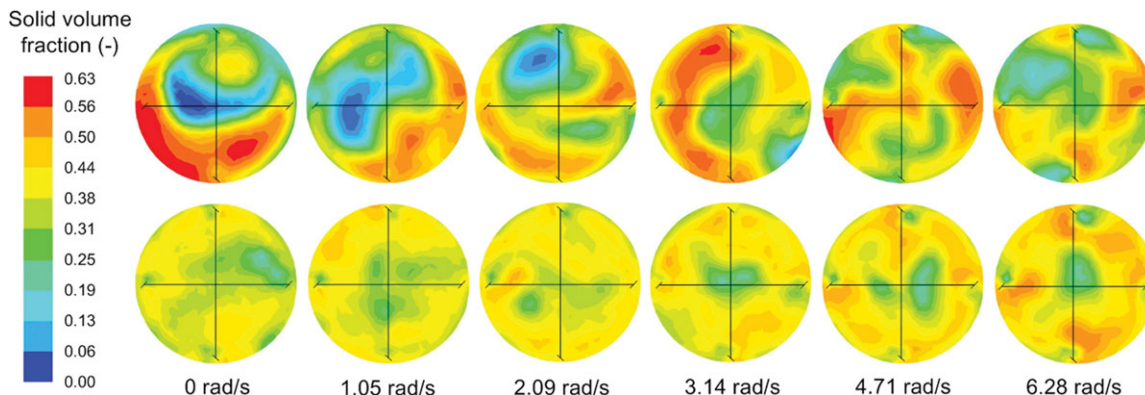 Solid volume
fraction (-)
0.63
0.56
0.50
0.44
0.38
0.31
0.25
0.19
0.13
0.06
0.00
0 rad/s
1.05 rad/s
2.09 rad/s
3.14 rad/s
4.71 rad/s
6.28 rad/s